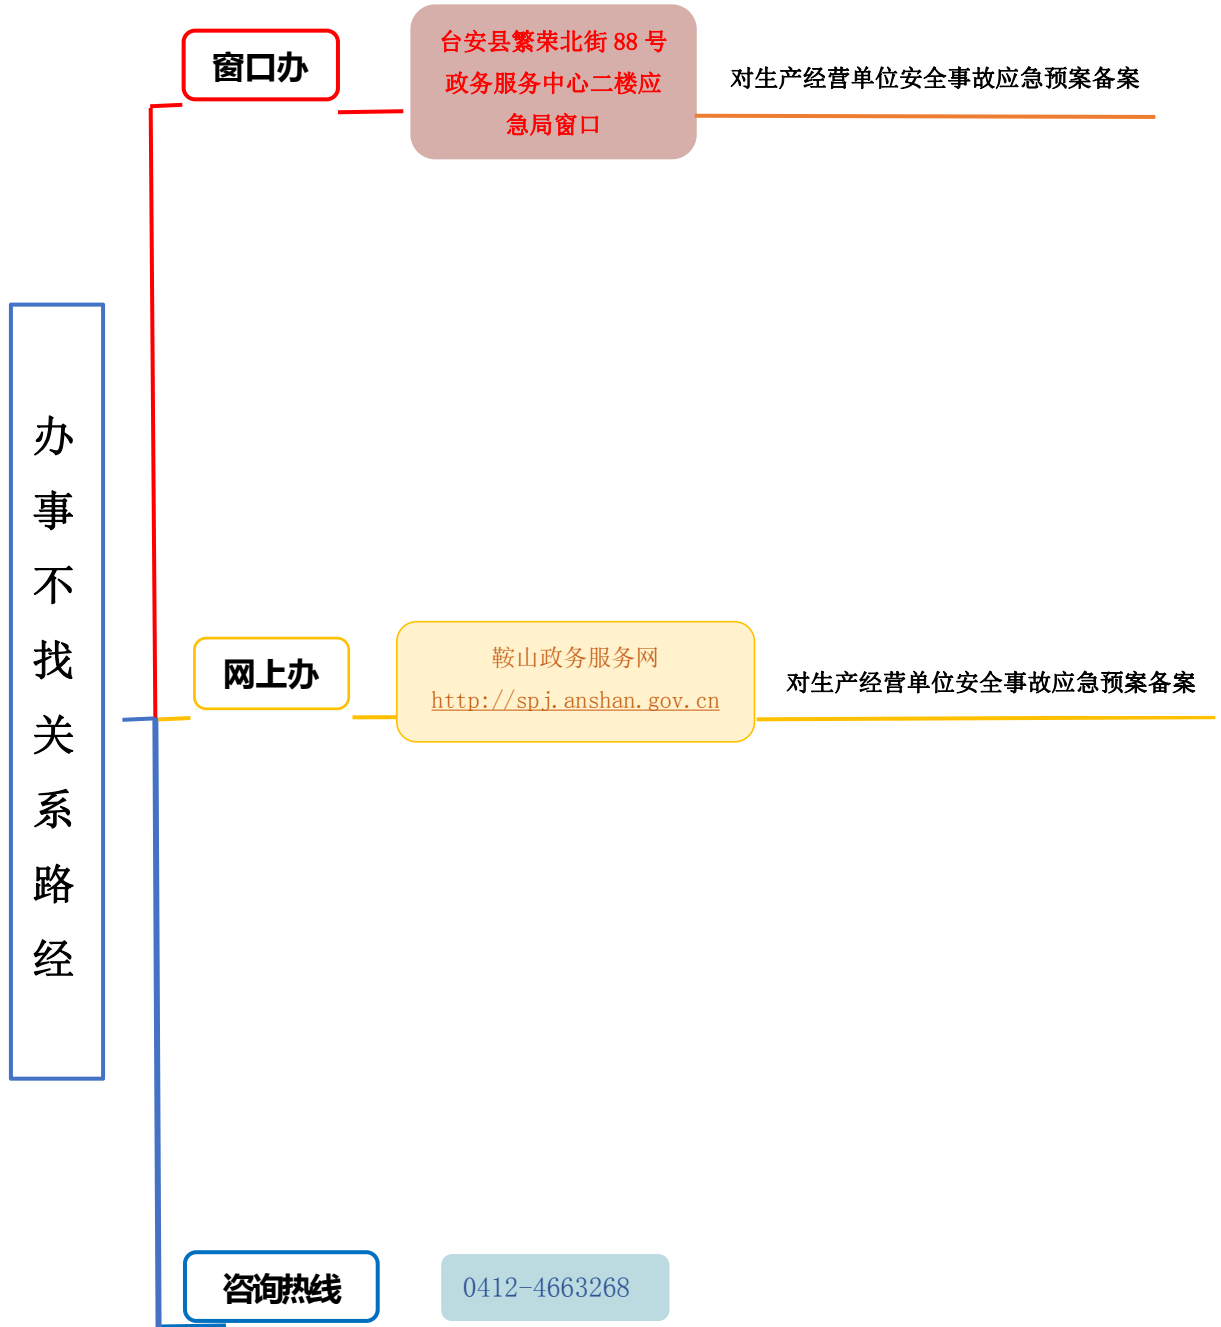 办事不找关系路经
窗口办
台安县繁荣北街 88 号
政务服务中心二楼应
急局窗口
对生产经营单位安全事故应急预案备案
网上办
鞍山政务服务网
http://spj.anshan.gov.cn
对生产经营单位安全事故应急预案备案
咨询热线
0412-4663268